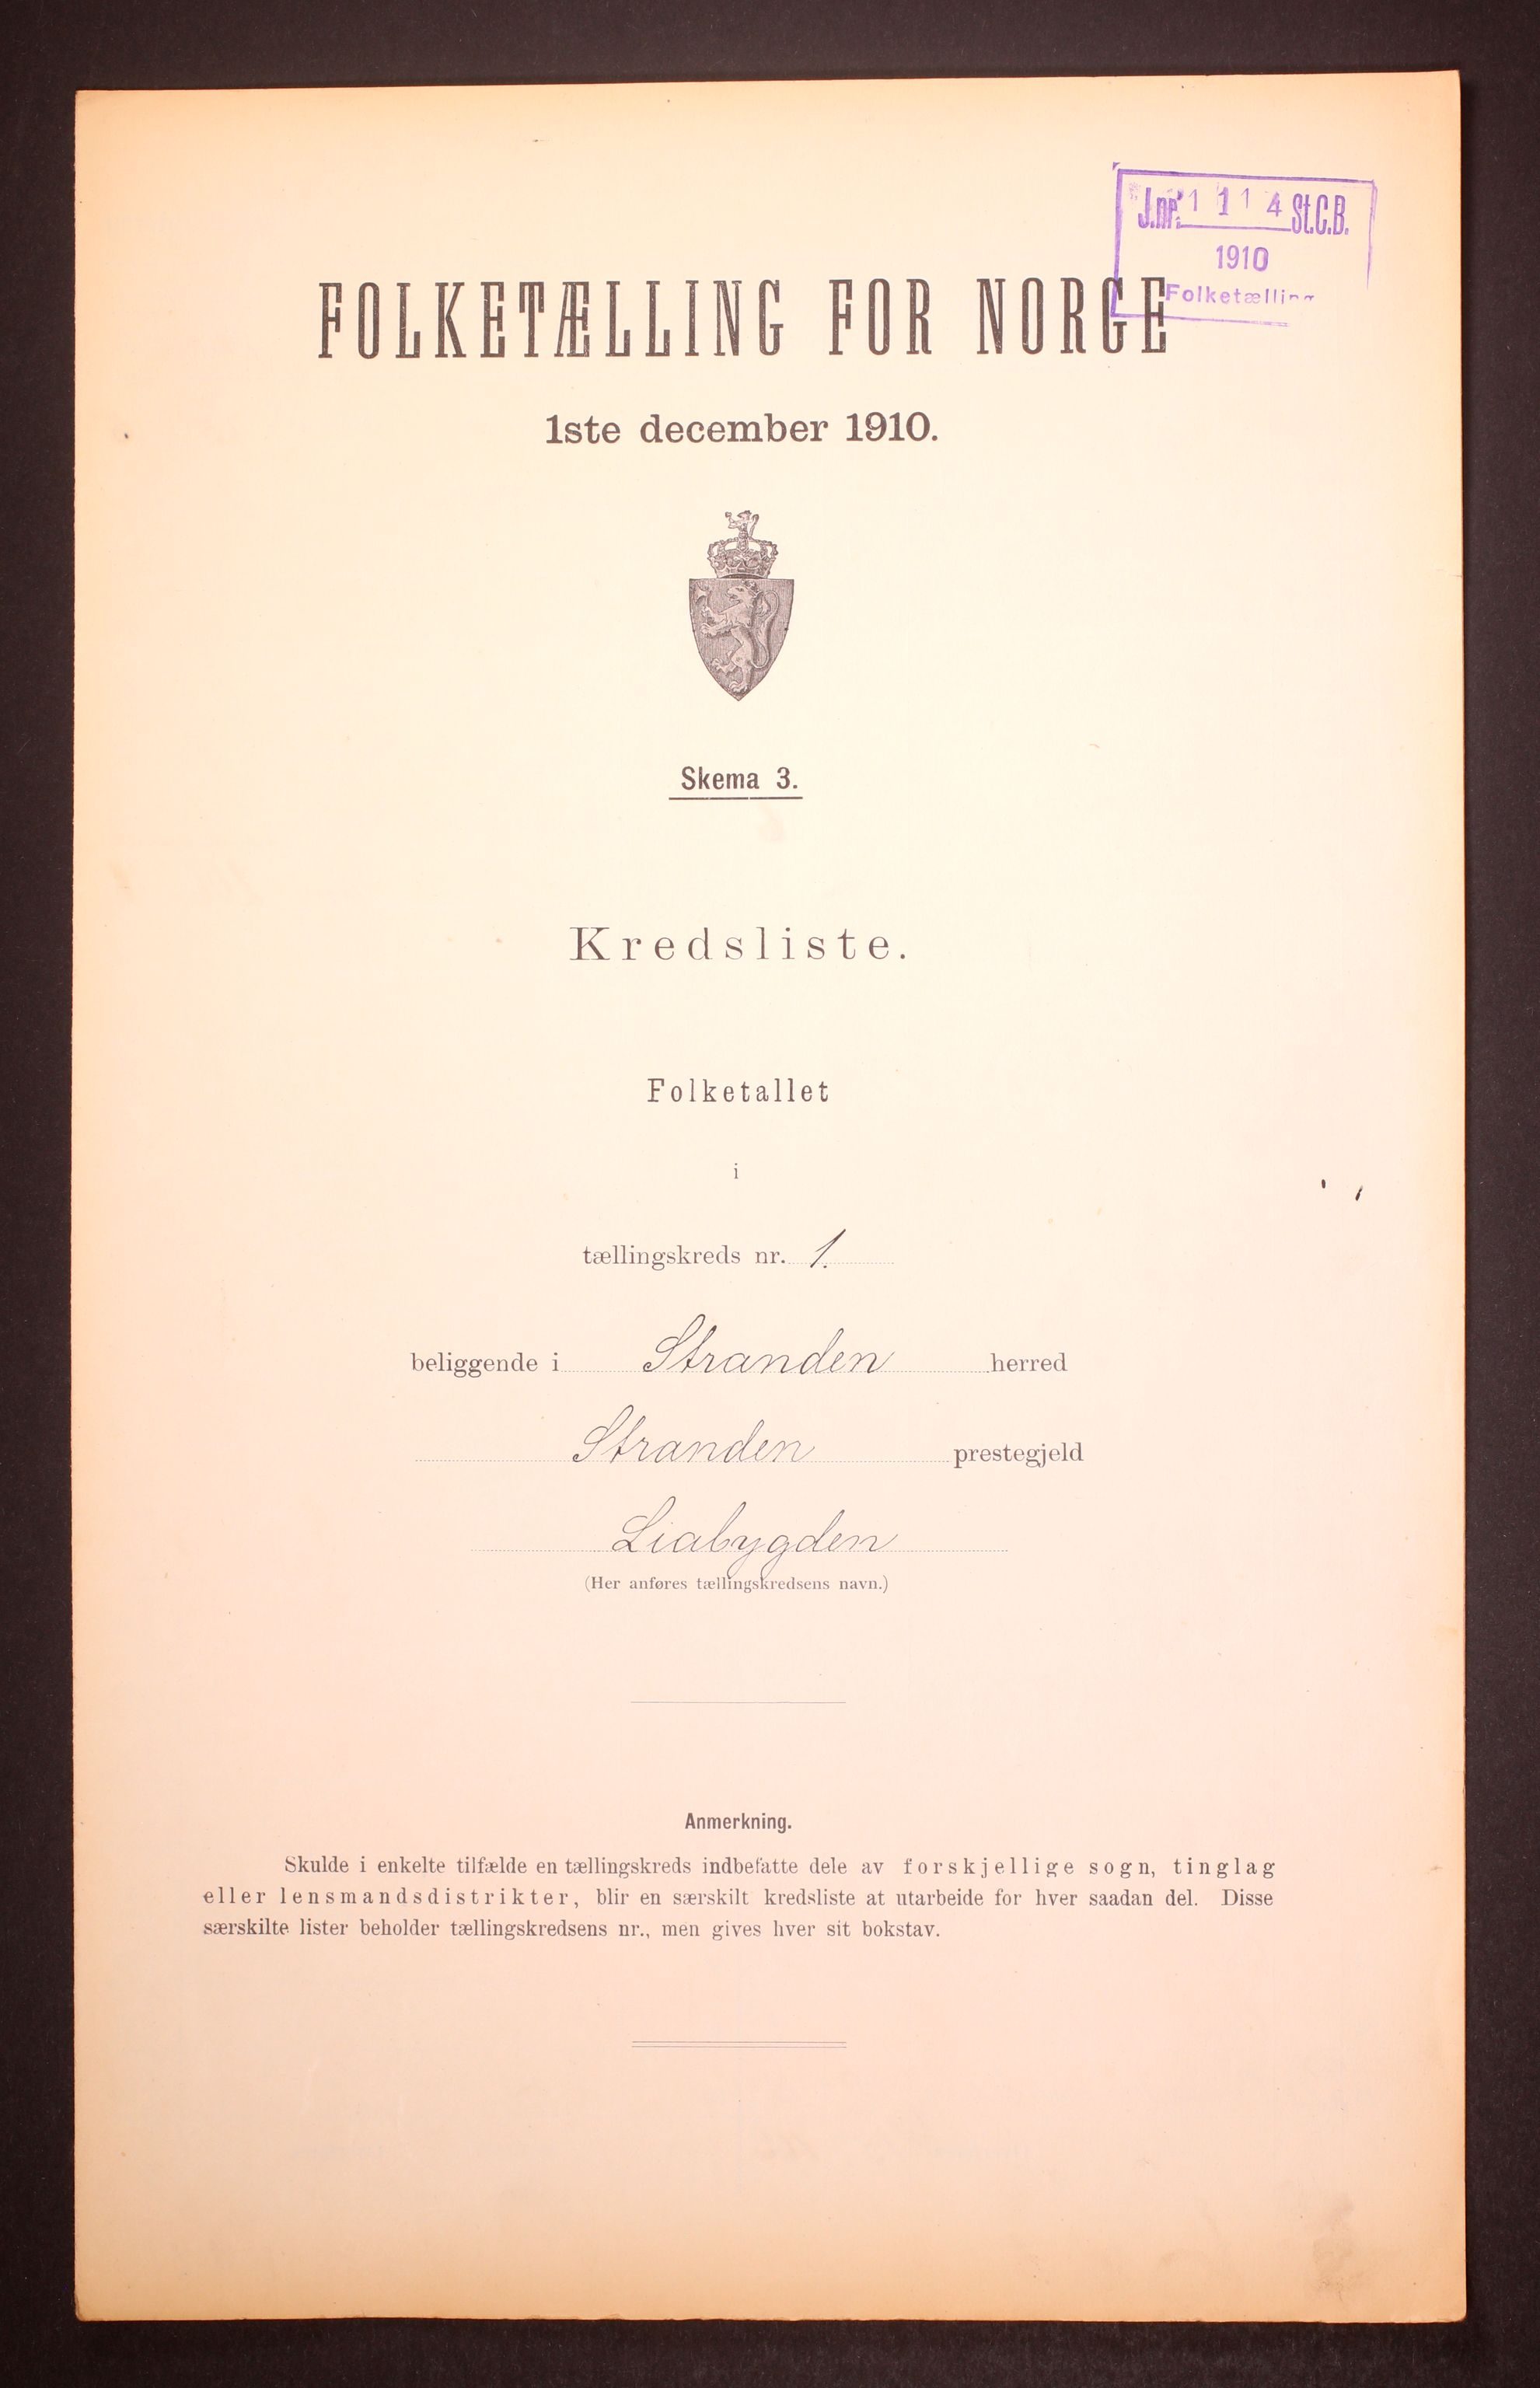 J.nr. 1 1 1 4 St.C.B.
1910
Folketælling
FOLKETÆLLING FOR NORGE
1ste december 1910.
Skema 3.
Kredsliste.
Folketallet
i
tællingskreds nr. 1.
beliggende i Stranden herred
Stranden prestegjeld
Liabygden
(Her anføres tællingskredsens navn.)
Anmerkning.
Skulde i enkelte tilfælde en tællingskreds indbefatte dele av forskjellige sogn, tinglag
eller lensmandsdistrikter, blir en særskilt kredsliste at utarbeide for hver saadan del. Disse
særskilte lister beholder tællingskredsens nr., men gives hver sit bokstav.